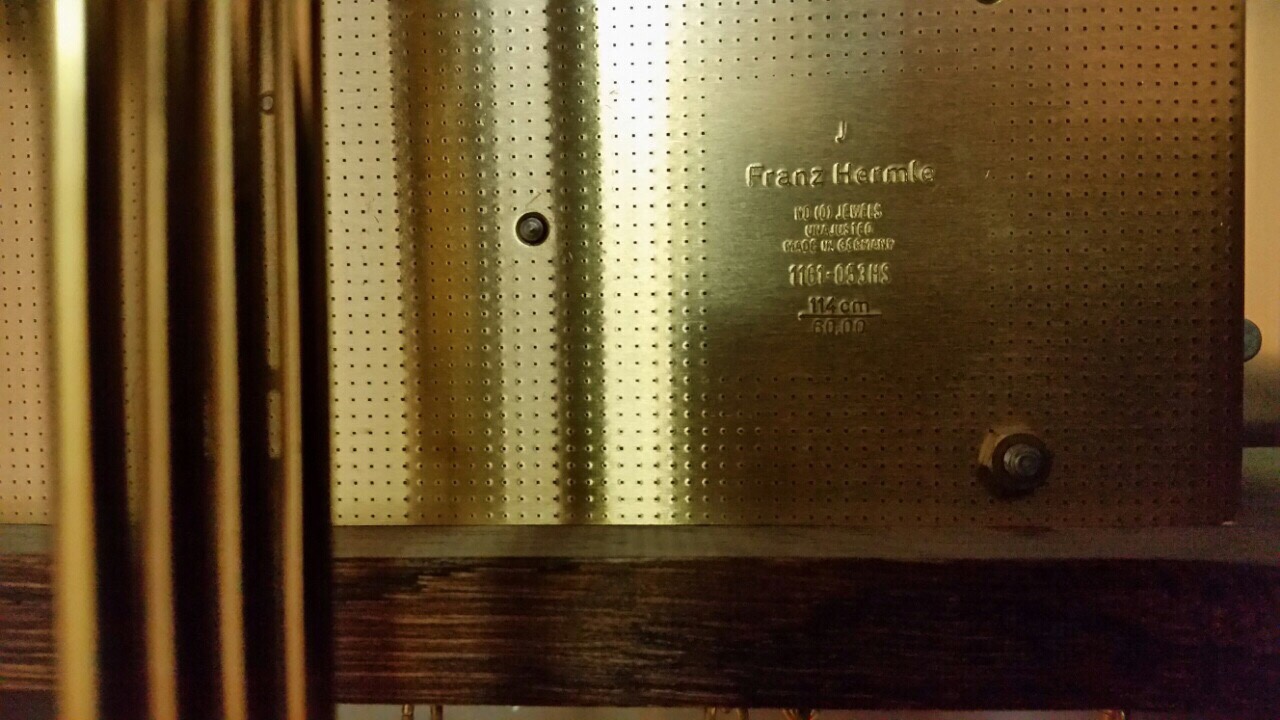 J
Franz Hermle
NO (0) JEWELS
UNADJUSTED
MADE IN GERMANY
1161-053HS
114cm
60,00